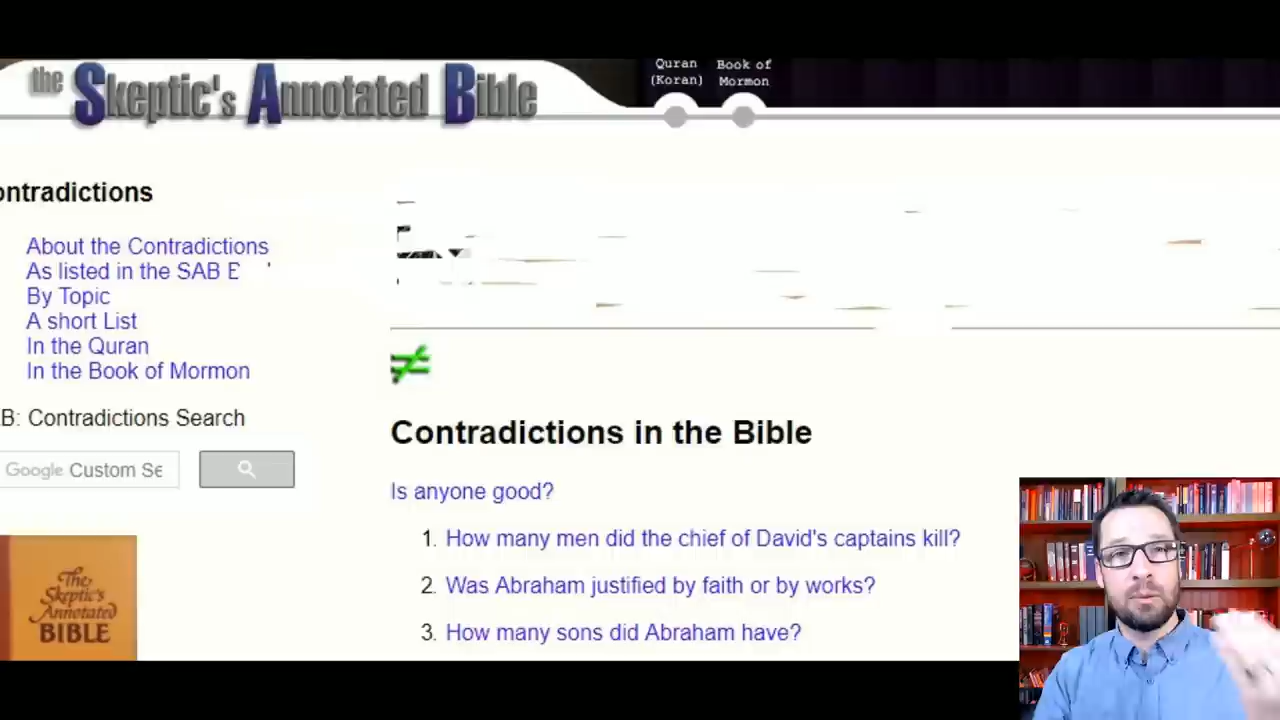 the Skeptic's Annotated Bible
Quran (Koran)
Book of Mormon
ontradictions
About the Contradictions
As listed in the SAB
By Topic
A short List
In the Quran
In the Book of Mormon
B: Contradictions Search
Google Custom Se
The
Skeptic's
Annotated
BIBLE
Contradictions in the Bible
Is anyone good?
1. How many men did the chief of David's captains kill?
2. Was Abraham justified by faith or by works?
3. How many sons did Abraham have?